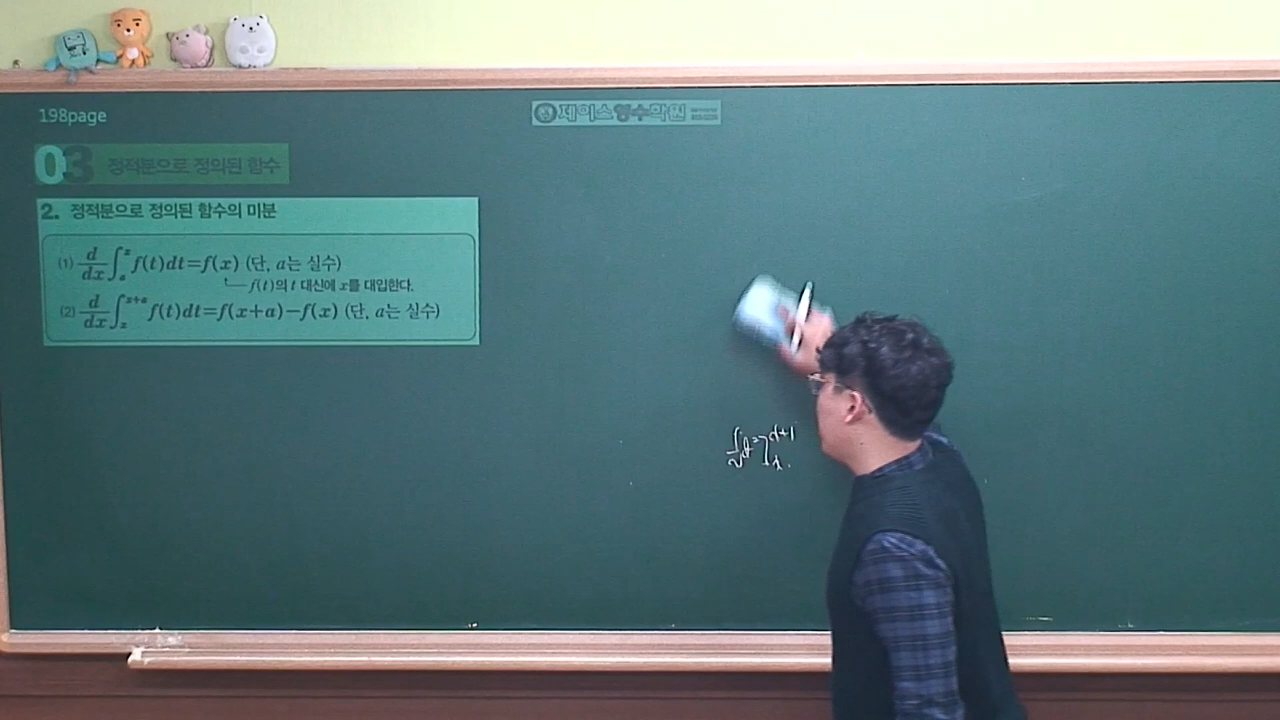 198page
제이스영수학원
03 정적분으로 정의된 함수
2. 정적분으로 정의된 함수의 미분
(1) d/dx ∫ₐˣ f(t)dt=f(x) (단, a는 실수)
f(t)의 t 대신에 x를 대입한다.
(2) d/dx ∫ₓˣ⁺ᵃ f(t)dt=f(x+a)-f(x) (단, a는 실수)